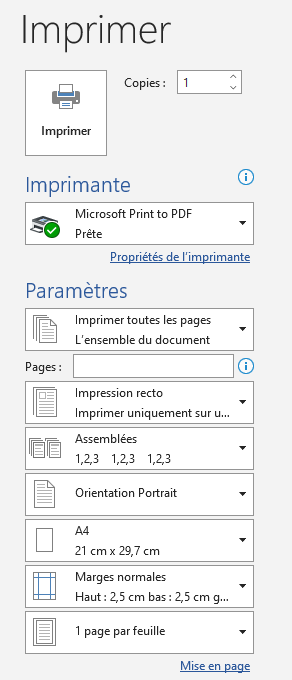 Imprimer
Copies :
1
Imprimer
Imprimante
Microsoft Print to PDF
Prête
Propriétés de l'imprimante
Paramètres
Imprimer toutes les pages
L'ensemble du document
Pages :
Impression recto
Imprimer uniquement sur u...
Assemblées
1,2,3 1,2,3 1,2,3
Orientation Portrait
A4
21 cm x 29,7 cm
Marges normales
Haut : 2,5 cm bas : 2,5 cm g...
1 page par feuille
Mise en page